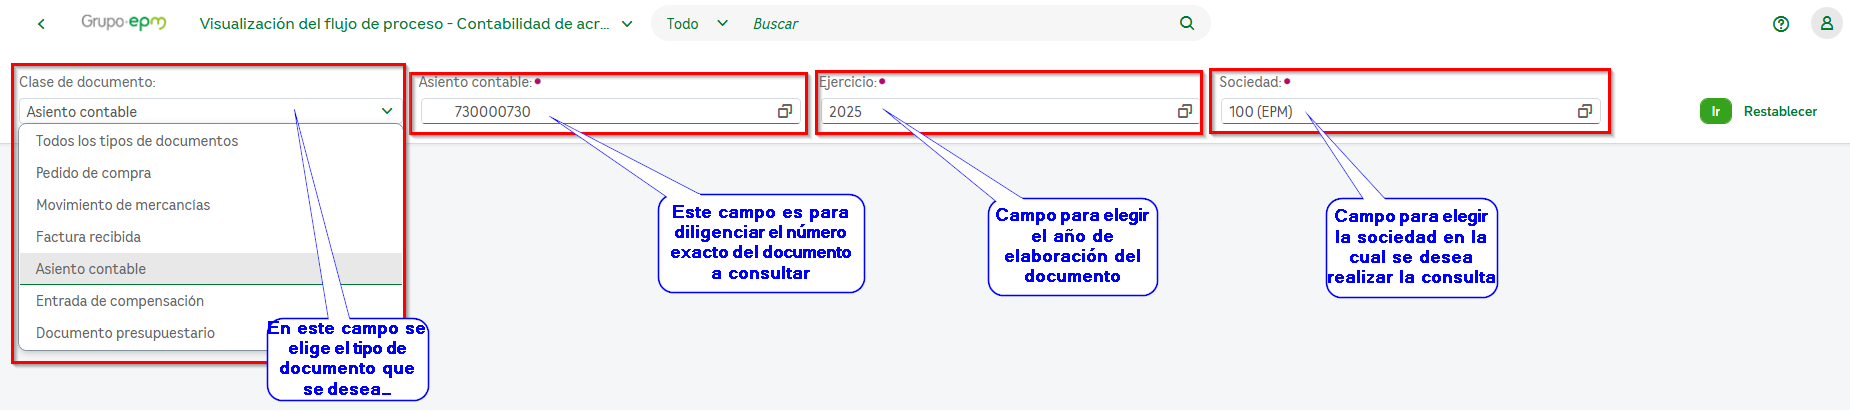 Grupo·epm
Visualización del flujo de proceso - Contabilidad de acr...
Todo
Buscar
Clase de documento:
Asiento contable
Asiento contable:
730000730
Ejercicio:
2025
Sociedad:
100 (EPM)
Ir
Restablecer
Todos los tipos de documentos
Pedido de compra
Movimiento de mercancías
Factura recibida
Asiento contable
Entrada de compensación
Documento presupuestario
En este campo se
elige el tipo de
documento que
se desea...
Este campo es para
diligenciar el número
exacto del documento
a consultar
Campo para elegir
el año de
elaboración del
documento
Campo para elegir
la sociedad en la
cual se desea
realizar la consulta